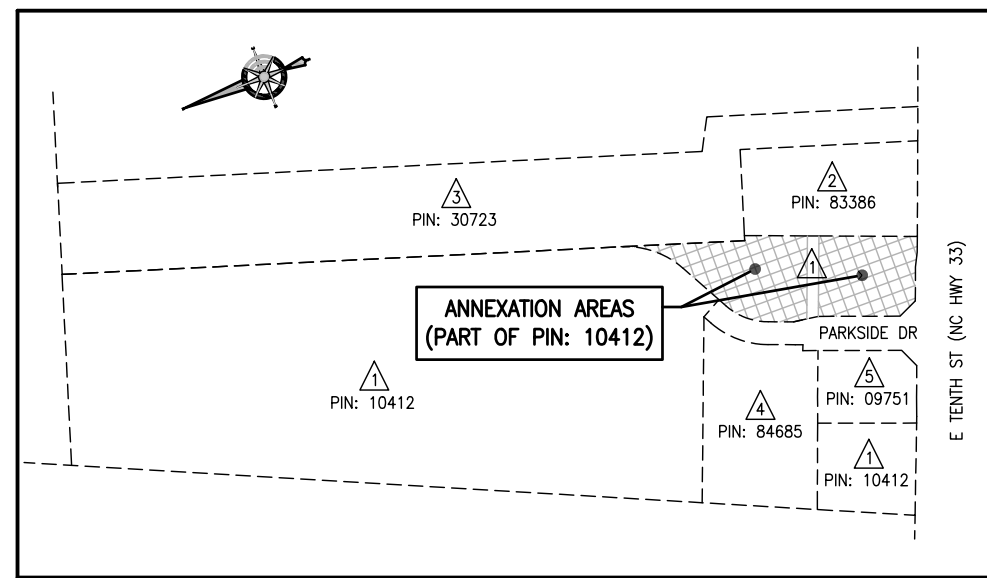 2
PIN: 83386
3
PIN: 30723
1
ANNEXATION AREAS
(PART OF PIN: 10412)
PARKSIDE DR
E TENTH ST (NC HWY 33)
1
PIN: 10412
5
PIN: 09751
4
PIN: 84685
1
PIN: 10412